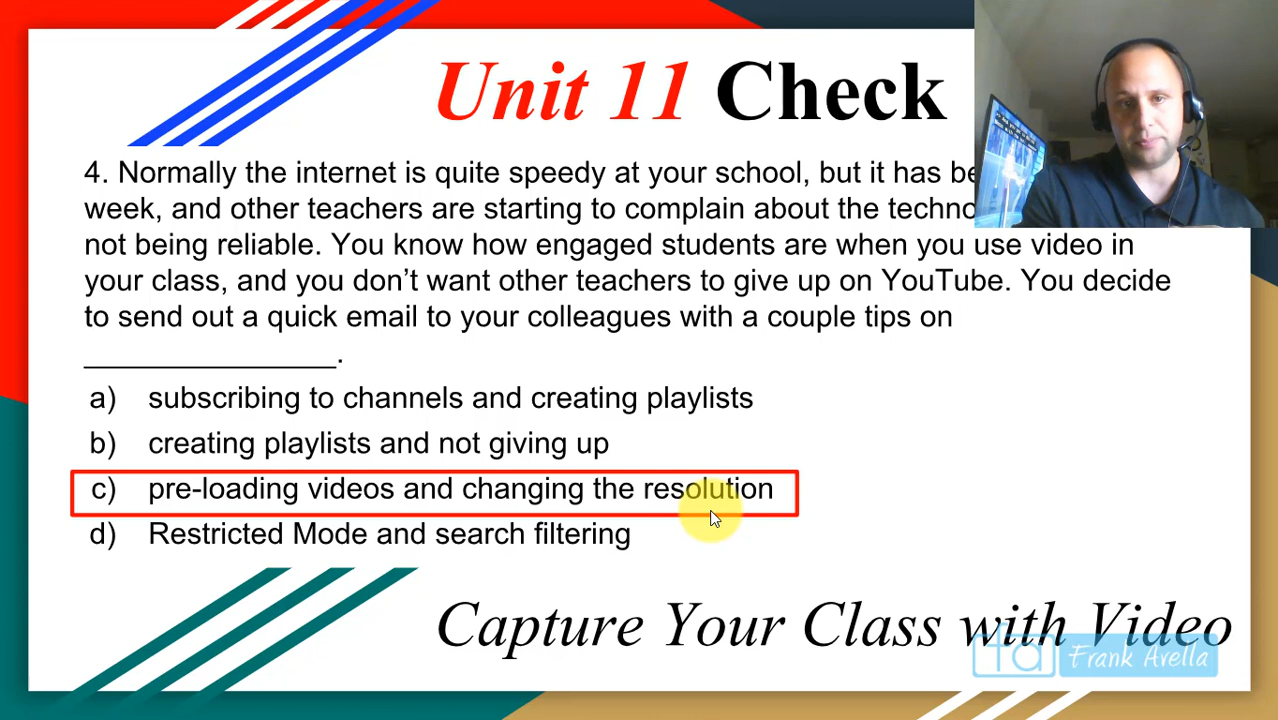 Unit 11 Check
4. Normally the internet is quite speedy at your school, but it has
week, and other teachers are starting to complain about the
not being reliable. You know how engaged students are when you use video in
your class, and you don’t want other teachers to give up on YouTube. You decide
to send out a quick email to your colleagues with a couple tips on
______________.
a) subscribing to channels and creating playlists
b) creating playlists and not giving up
c) pre-loading videos and changing the resolution
d) Restricted Mode and search filtering
Capture Your Class with Video
fa Frank Avella